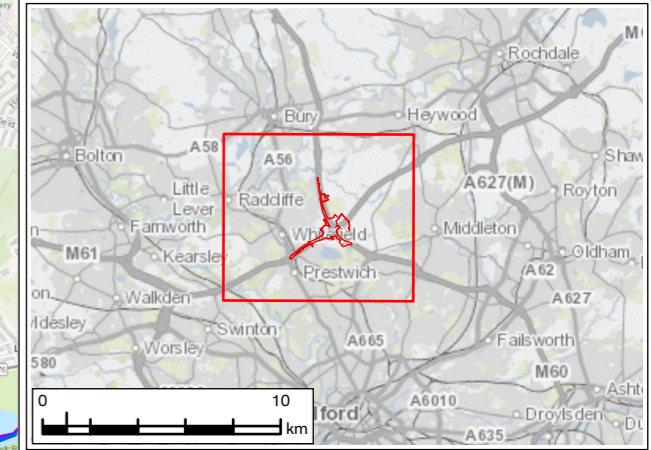 Rochdale
Bury
Heywood
Bolton
A58
A56
Shaw
A627(M)
Royton
Little
Lever
Radcliffe
Farnworth
Whitefield
Middleton
M61
Kearsley
Oldham
A62
Prestwich
Walkden
A627
Swinton
A665
Failsworth
Worsley
580
M60
0
10
km
A6010
Droylsden
A635